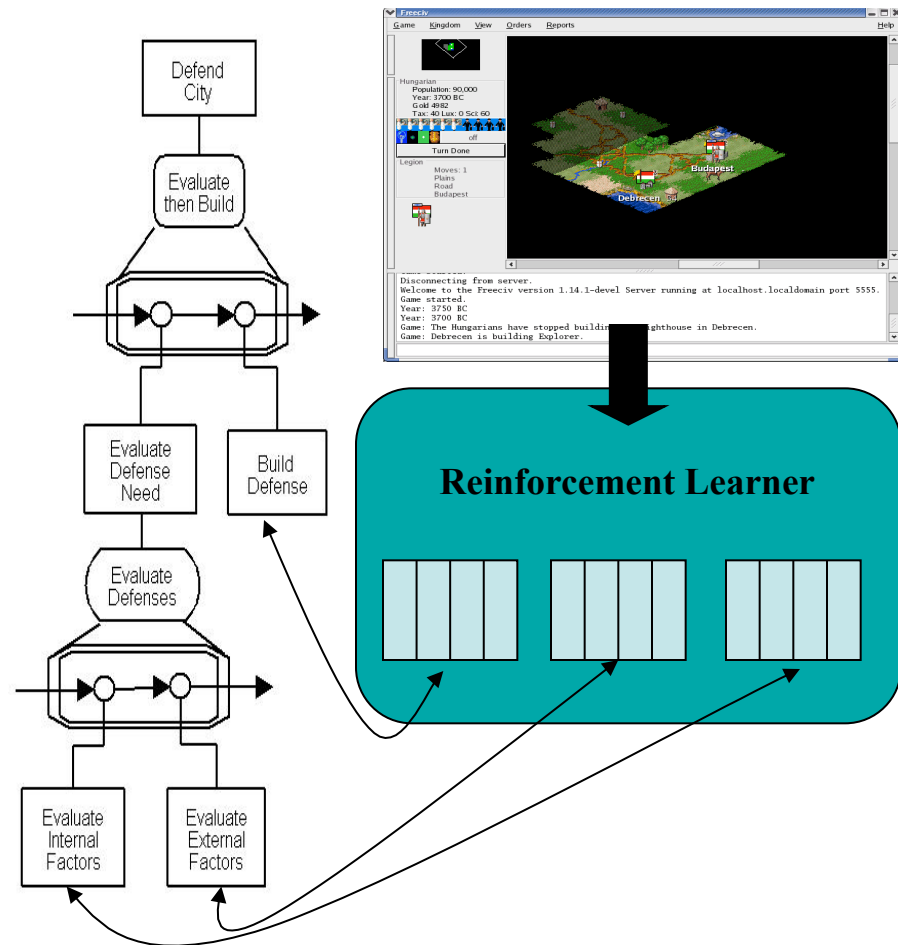 Defend
City
Evaluate
then Build
Evaluate
Defense
Need
Build
Defense
Evaluate
Defenses
Evaluate
Internal
Factors
Evaluate
External
Factors
Freeciv
Game Kingdom View Orders Reports Help
Hungarian
Population: 90,000
Year: 3700 BC
Gold 4982
Tax: 40 Lux: 0 Sci: 60
off
Turn Done
Legion
Moves: 1
Plains
Road
Budapest
Budapest
Debrecen
Disconnecting from server.
Welcome to the Freeciv version 1.14.1-devel Server running at localhost.localdomain port 5555.
Game started.
Year: 3750 BC
Year: 3700 BC
Game: The Hungarians have stopped building ighthouse in Debrecen.
Game: Debrecen is building Explorer.
Reinforcement Learner